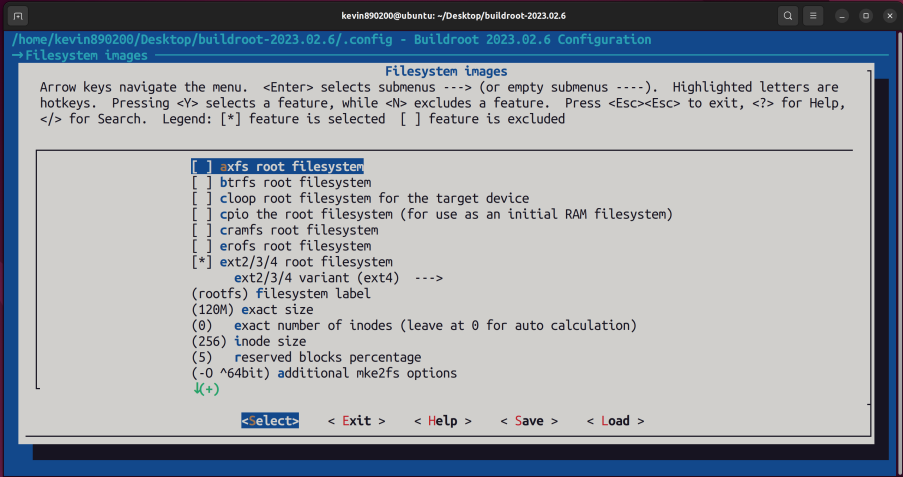 kevin890200@ubuntu: ~/Desktop/buildroot-2023.02.6
/home/kevin890200/Desktop/buildroot-2023.02.6/.config - Buildroot 2023.02.6 Configuration
→Filesystem images
Filesystem images
Arrow keys navigate the menu.  <Enter> selects submenus ---> (or empty submenus ----).  Highlighted letters are
hotkeys.  Pressing <Y> selects a feature, while <N> excludes a feature.  Press <Esc><Esc> to exit, <?> for Help,
</> for Search.  Legend: [*] feature is selected  [ ] feature is excluded
[ ] axfs root filesystem
[ ] btrfs root filesystem
[ ] cloop root filesystem for the target device
[ ] cpio the root filesystem (for use as an initial RAM filesystem)
[ ] cramfs root filesystem
[ ] erofs root filesystem
[*] ext2/3/4 root filesystem
ext2/3/4 variant (ext4)  --->
(rootfs) filesystem label
(120M) exact size
(0)   exact number of inodes (leave at 0 for auto calculation)
(256) inode size
(5)   reserved blocks percentage
(-O ^64bit) additional mke2fs options
↓(+)
<Select>    < Exit >    < Help >    < Save >    < Load >